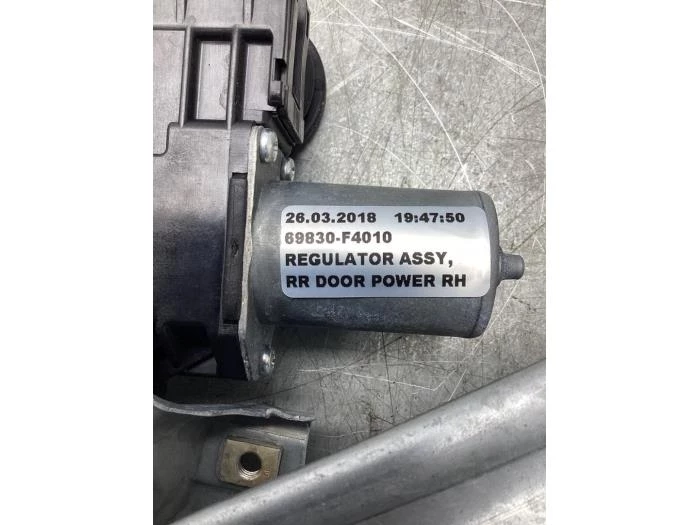 26.03.2018 19:47:50
69830-F4010
REGULATOR ASSY,
RR DOOR POWER RH